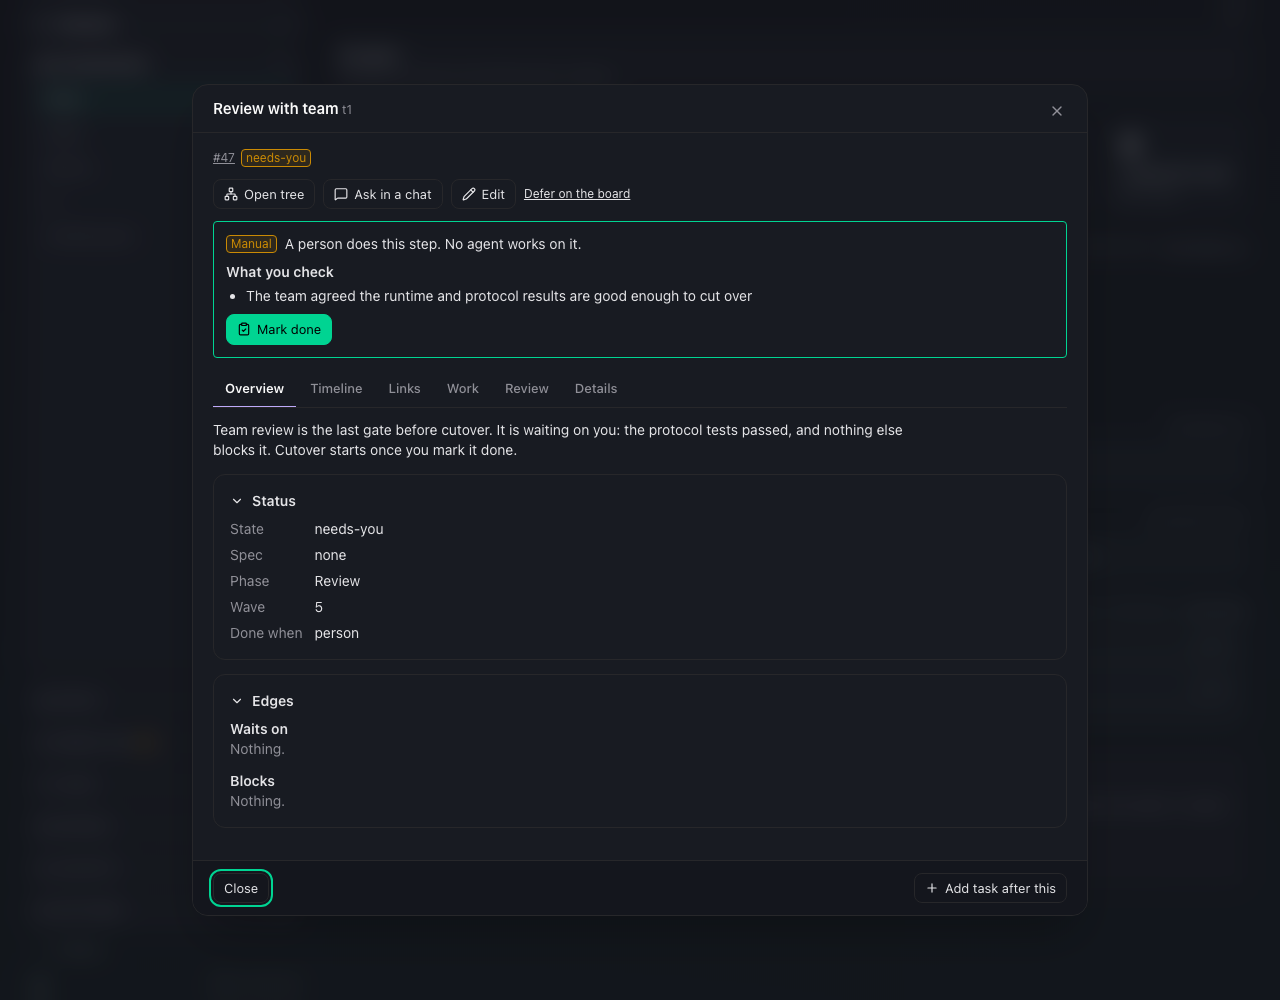 Review with team t1
#47 needs-you
Open tree Ask in a chat Edit Defer on the board
Manual A person does this step. No agent works on it.
What you check
• The team agreed the runtime and protocol results are good enough to cut over
Mark done
Overview Timeline Links Work Review Details
Team review is the last gate before cutover. It is waiting on you: the protocol tests passed, and nothing else
blocks it. Cutover starts once you mark it done.
Status
State needs-you
Spec none
Phase Review
Wave 5
Done when person
Edges
Waits on
Nothing.
Blocks
Nothing.
Close Add task after this